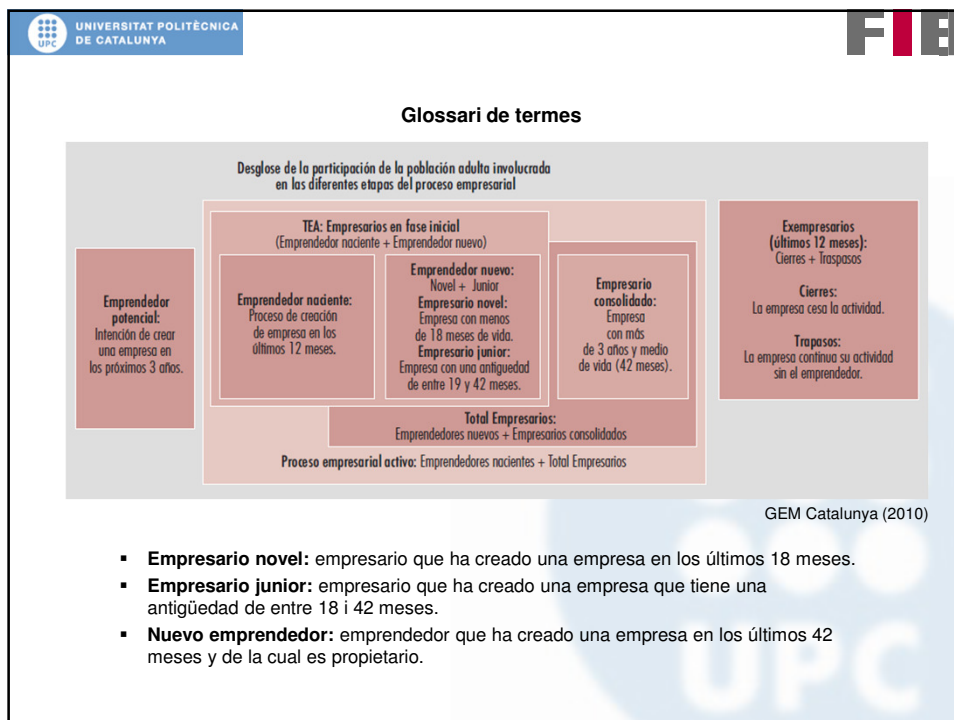 UNIVERSITAT POLITÈCNICA
DE CATALUNYA
UPC
FIB
Glossari de termes
Desglose de la participación de la población adulta involucrada
en las diferentes etapas del proceso empresarial
Emprendedor
potencial:
Intención de crear
una empresa en
los próximos 3 años.
TEA: Empresarios en fase inicial
(Emprendedor naciente + Emprendedor nuevo)
Emprendedor naciente:
Proceso de creación
de empresa en los
últimos 12 meses.
Emprendedor nuevo:
Novel + Junior
Empresario novel:
Empresa con menos
de 18 meses de vida.
Empresario junior:
Empresa con una antiguedad
de entre 19 y 42 meses.
Empresario
consolidado:
Empresa
con más
de 3 años y medio
de vida (42 meses).
Total Empresarios:
Emprendedores nuevos + Empresarios consolidados
Proceso empresarial activo: Emprendedores nacientes + Total Empresarios
Exempresarios
(últimos 12 meses):
Cierres + Traspasos
Cierres:
La empresa cesa la actividad.
Trapasos:
La empresa continua su actividad
sin el emprendedor.
GEM Catalunya (2010)
▪ Empresario novel: empresario que ha creado una empresa en los últimos 18 meses.
▪ Empresario junior: empresario que ha creado una empresa que tiene una
antigüedad de entre 18 i 42 meses.
▪ Nuevo emprendedor: emprendedor que ha creado una empresa en los últimos 42
meses y de la cual es propietario.
UPC